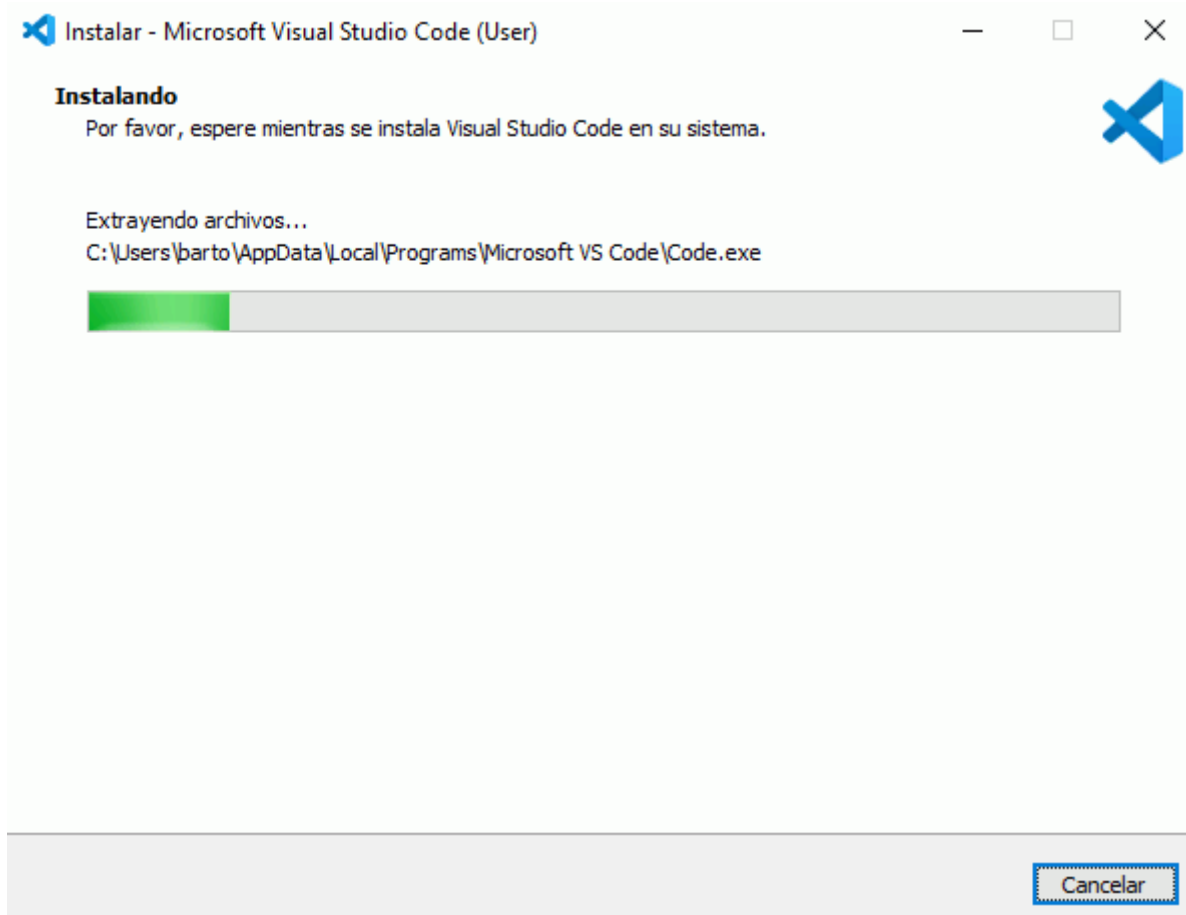 Instalar - Microsoft Visual Studio Code (User)
Instalando
Por favor, espere mientras se instala Visual Studio Code en su sistema.
Extrayendo archivos...
C:\Users\barto\AppData\Local\Programs\Microsoft VS Code\Code.exe
Cancelar